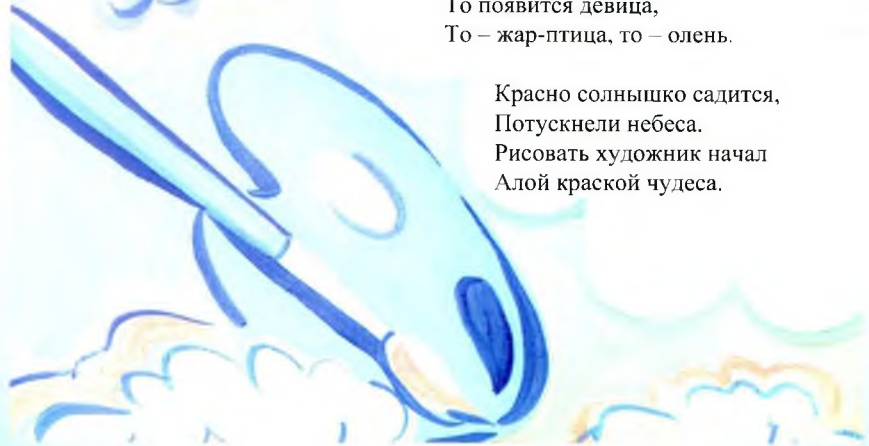 То появится девица,
То – жар-птица, то – олень.
Красно солнышко садится,
Потускнели небеса.
Рисовать художник начал
Алой краской чудеса.